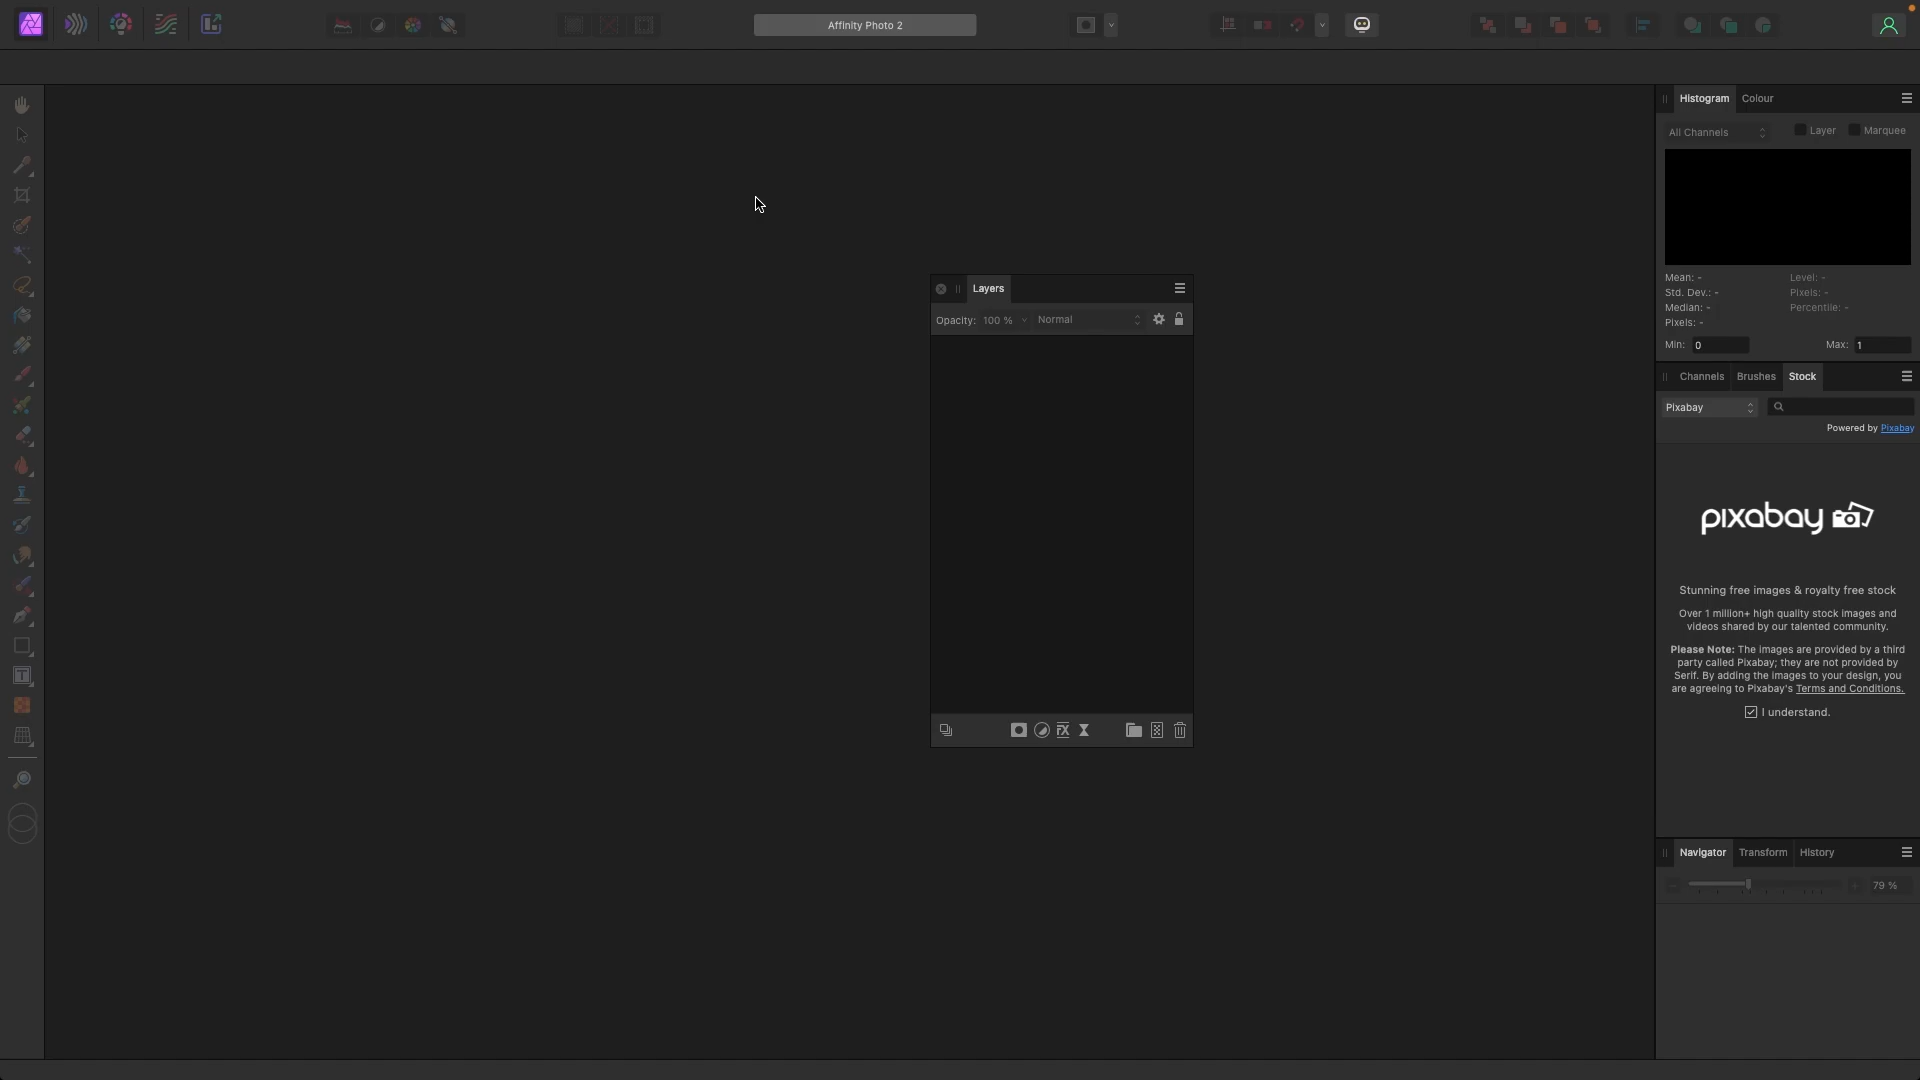 Affinity Photo 2
Histogram Colour
All Channels Layer Marquee
Mean: - Level: -
Std. Dev.: - Pixels: -
Median: - Percentile: -
Pixels: -
Min: 0 Max: 1
Layers
Opacity: 100 % Normal
Channels Brushes Stock
Pixabay
Powered by Pixabay
pixabay
Stunning free images & royalty free stock
Over 1 million+ high quality stock images and
videos shared by our talented community.
Please Note: The images are provided by a third
party called Pixabay; they are not provided by
Serif. By adding the images to your design, you
are agreeing to Pixabay's Terms and Conditions.
I understand.
Navigator Transform History
79 %